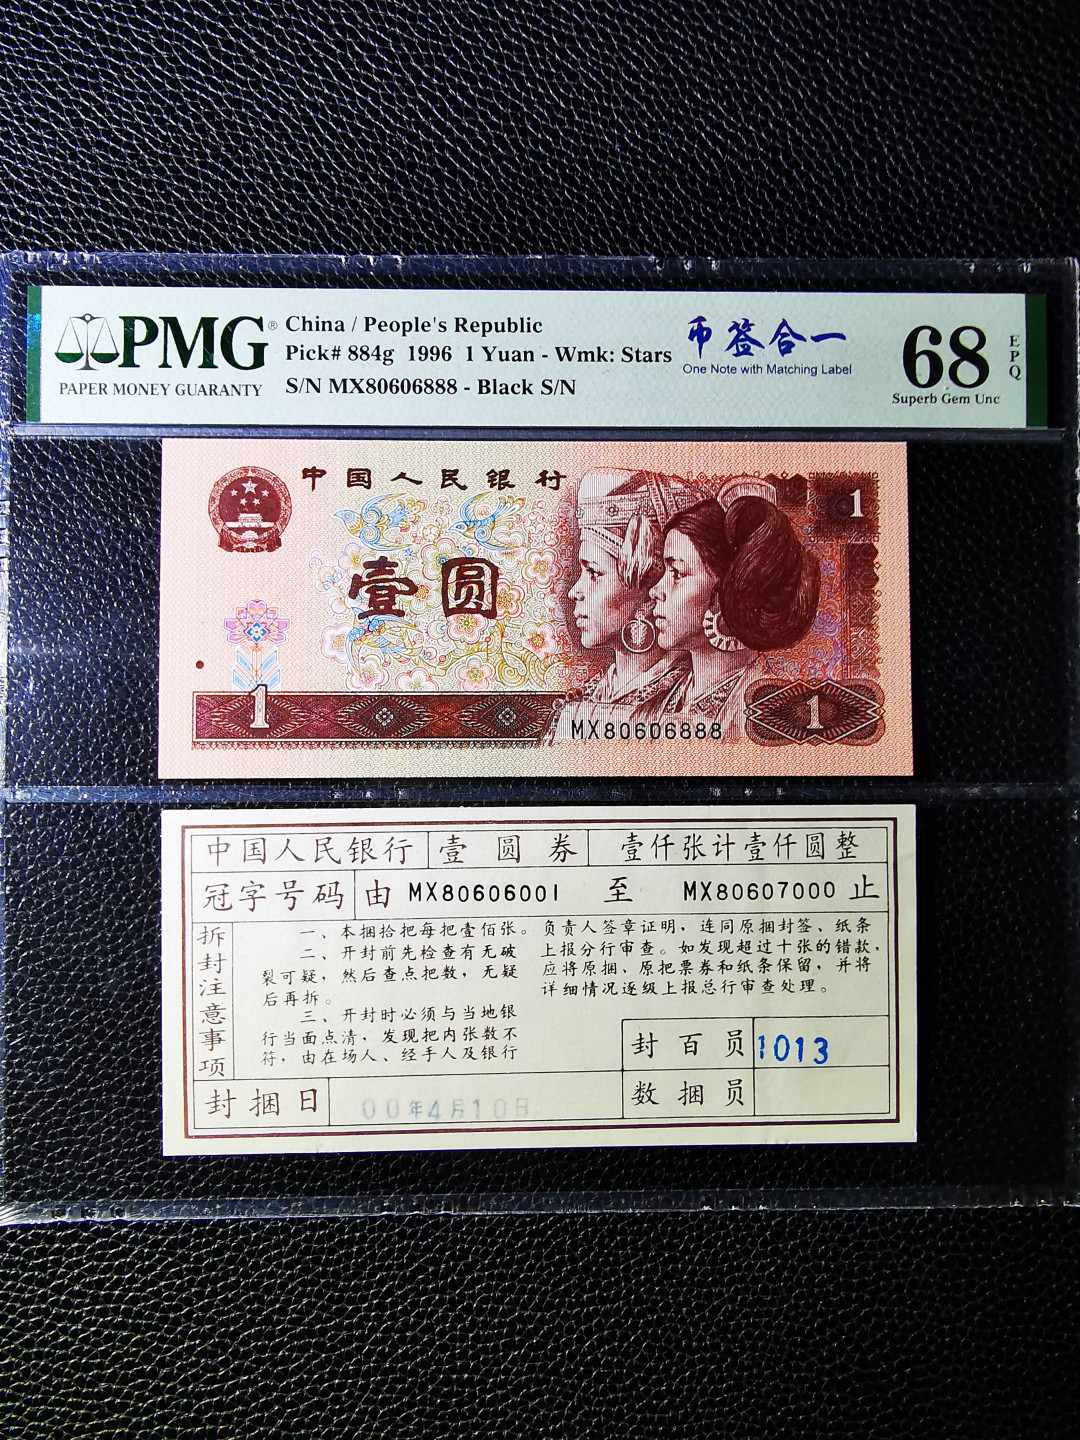 PMG®
PAPER MONEY GUARANTY
China / People's Republic
Pick# 884g 1996 1 Yuan - Wmk: Stars
S/N MX80606888 - Black S/N
币签合一
One Note with Matching Label
68
Superb Gem Unc
EPQ
中国人民银行
1
壹圆
1
MX80606888
1
中国人民银行 壹圆券 壹仟张计壹仟圆整
冠字号码 由 MX80606001 至 MX80607000 止
拆封注意事项
一、本捆拾把每把壹佰张。
二、开封前先检查有无破
裂可疑，然后查点把数，无疑
后再拆。
三、开封时必须与当地银
行当面点清，发现把内张数不
符，由在场人、经手人及银行
负责人签章证明，连同原捆封签、纸条
上报分行审查。如发现超过十张的错款，
应将原捆、原把票券和纸条保留，并将
详细情况逐级上报总行审查处理。
封百员 1013
封捆日 00年4月10日
数捆员